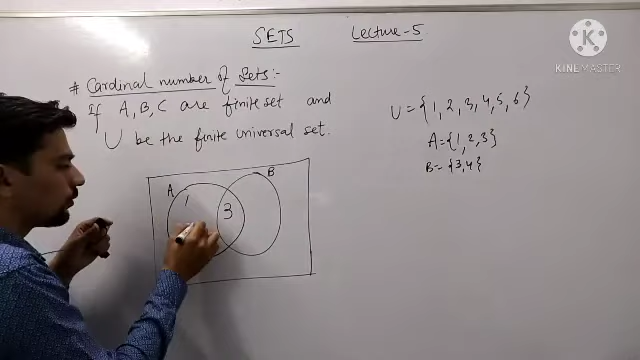 SETS Lecture-5
KINEMASTER
# Cardinal number of Sets:-
If A, B, C are finite set and
U be the finite universal set.
U = {1, 2, 3, 4, 5, 6}
A = {1, 2, 3}
B = {3, 4}
A B
1 3